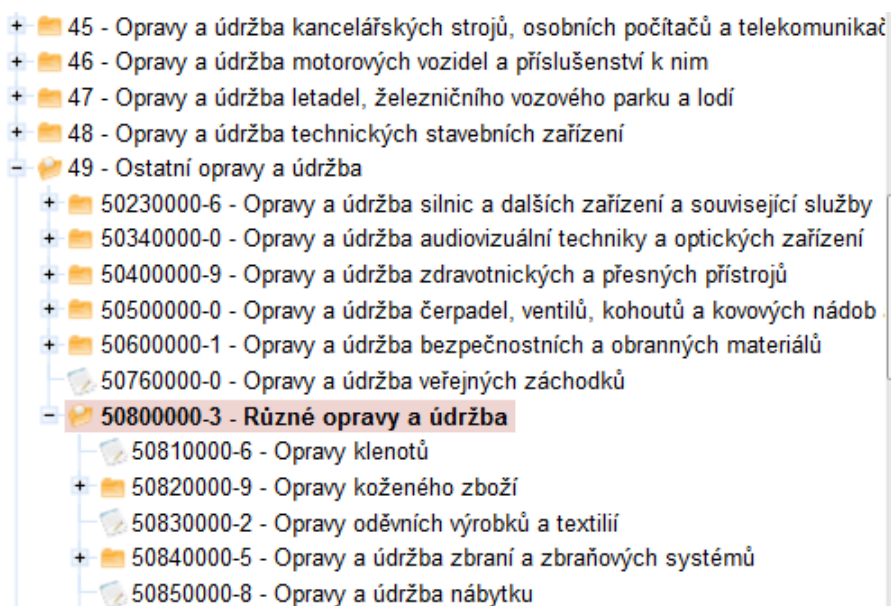 45 - Opravy a údržba kancelářských strojů, osobních počítačů a telekomunikač
46 - Opravy a údržba motorových vozidel a příslušenství k nim
47 - Opravy a údržba letadel, železničního vozového parku a lodí
48 - Opravy a údržba technických stavebních zařízení
49 - Ostatní opravy a údržba
50230000-6 - Opravy a údržba silnic a dalších zařízení a související služby
50340000-0 - Opravy a údržba audiovizuální techniky a optických zařízení
50400000-9 - Opravy a údržba zdravotnických a přesných přístrojů
50500000-0 - Opravy a údržba čerpadel, ventilů, kohoutů a kovových nádob
50600000-1 - Opravy a údržba bezpečnostních a obranných materiálů
50760000-0 - Opravy a údržba veřejných záchodků
50800000-3 - Různé opravy a údržba
50810000-6 - Opravy klenotů
50820000-9 - Opravy koženého zboží
50830000-2 - Opravy oděvních výrobků a textilií
50840000-5 - Opravy a údržba zbraní a zbraňových systémů
50850000-8 - Opravy a údržba nábytku